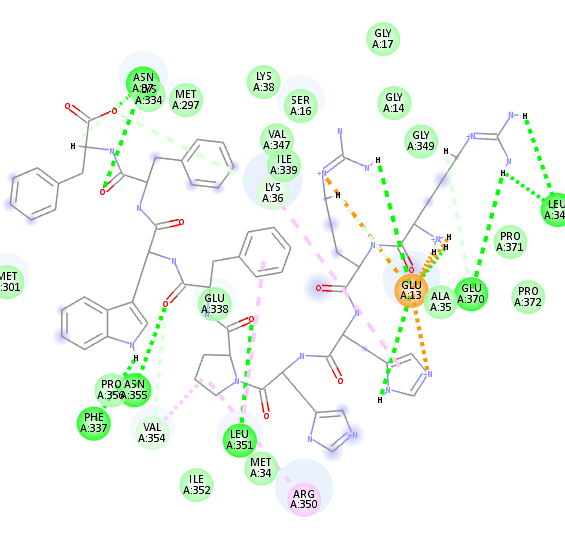 GLY
A:17
ASN
A:37
LYS
A:334
MET
A:297
LYS
A:38
SER
A:16
GLY
A:14
VAL
A:347
GLY
A:349
ILE
A:339
LYS
A:36
LEU
A:34
PRO
A:371
MET
A:301
GLU
A:338
GLU
A:13
ALA
A:35
GLU
A:370
PRO
A:372
PRO
ASN
A:355
PHE
A:337
VAL
A:354
LEU
A:351
MET
A:34
ILE
A:352
ARG
A:350